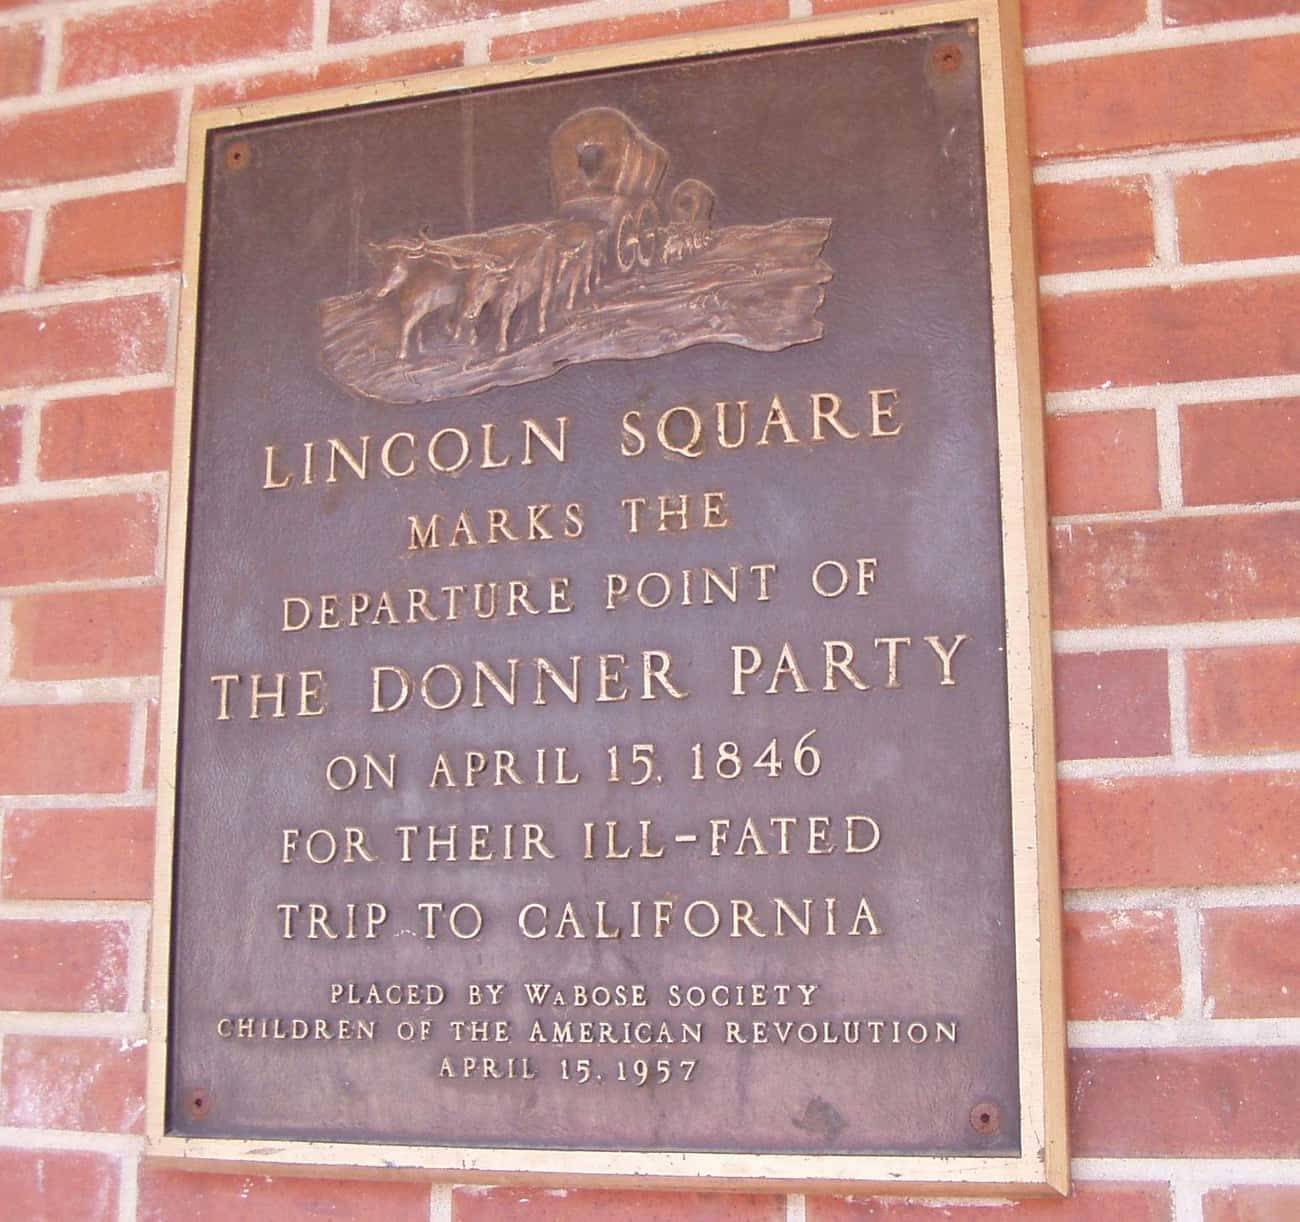 LINCOLN SQUARE
MARKS THE
DEPARTURE POINT OF
THE DONNER PARTY
ON APRIL 15, 1846
FOR THEIR ILL-FATED
TRIP TO CALIFORNIA
PLACED BY WaBOSE SOCIETY
CHILDREN OF THE AMERICAN REVOLUTION
APRIL 15, 1957